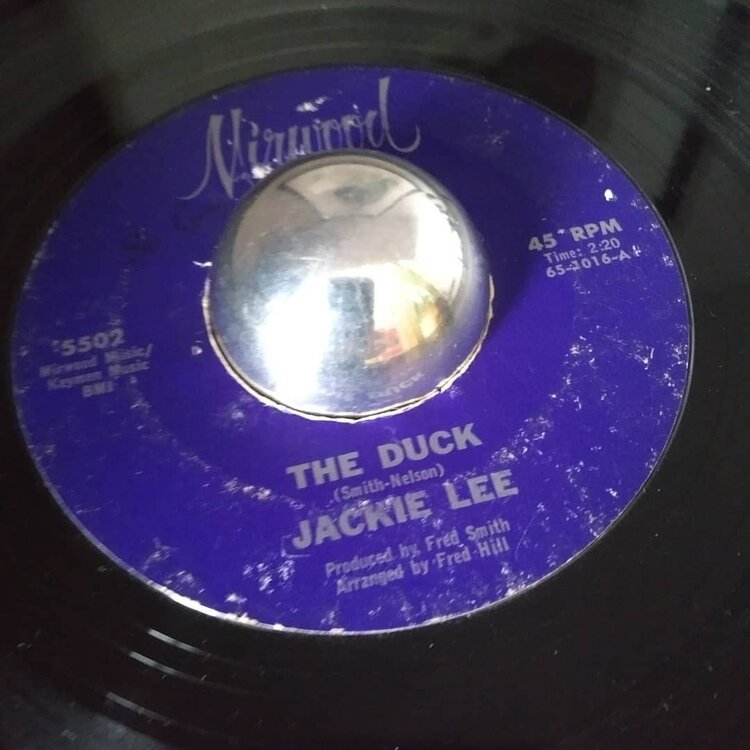 Mirwood
45 RPM
Time: 2:20
65-1016-A
5502
Mirwood Music/
Keymen Music
BMI
THE DUCK
(Smith-Nelson)
JACKIE LEE
Produced by Fred Smith
Arranged by Fred Hill